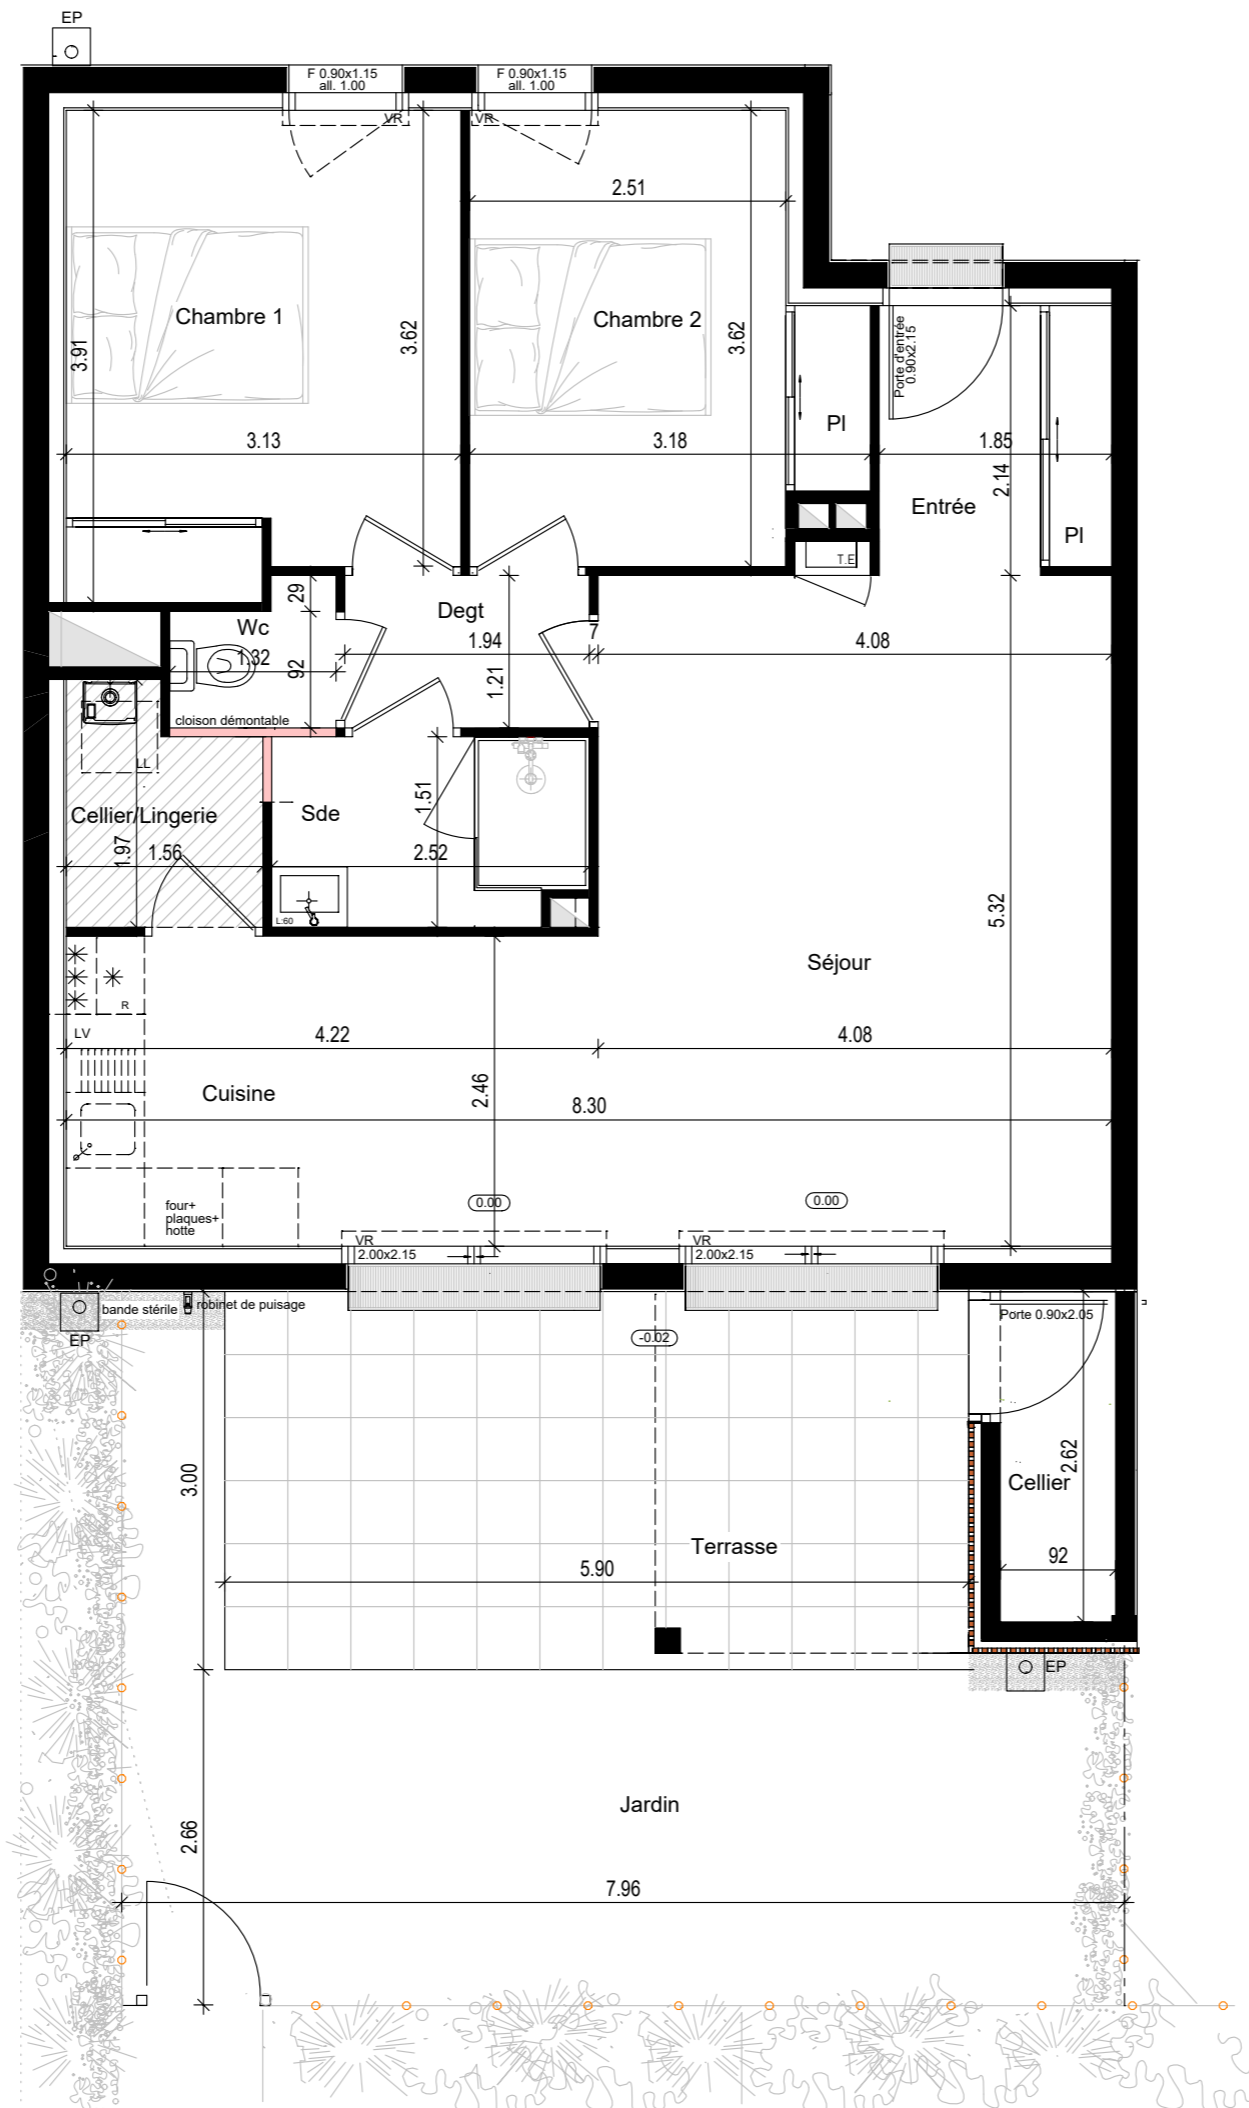 EP
F 0.90x1.15
all. 1.00
F 0.90x1.15
all. 1.00
VR
VR
2.51
Chambre 1
Chambre 2
3.91
3.62
3.62
Porte d'entrée
0.90x2.15
Pl
3.13
3.18
1.85
2.14
Entrée
Pl
T.E
29
Degt
Wc
7
1.32
92
1.94
4.08
1.21
cloison démontable
LL
Cellier/Lingerie
Sde
1.51
1.97
1.56
2.52
L:60
5.32
Séjour
R
LV
4.22
4.08
2.46
Cuisine
8.30
four+
plaques+
hotte
0.00
0.00
VR
2.00x2.15
VR
2.00x2.15
bande stérile
robinet de puisage
EP
-0.02
Porte 0.90x2.05
3.00
2.62
Cellier
Terrasse
92
5.90
EP
Jardin
2.66
7.96